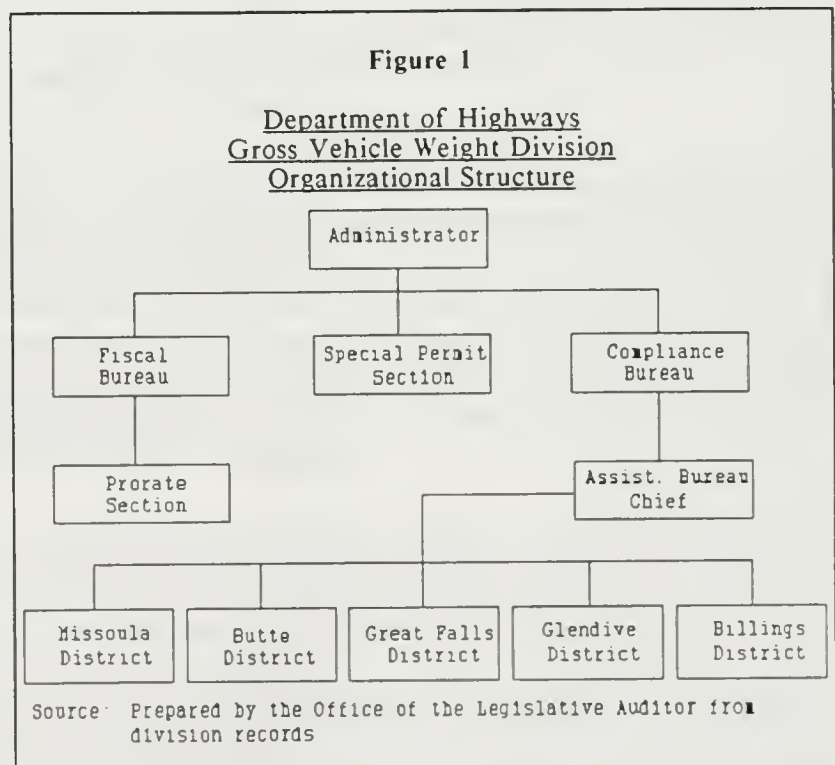 Figure 1
Department of Highways
Gross Vehicle Weight Division
Organizational Structure
Administrator
Fiscal
Bureau
Special Permit
Section
Compliance
Bureau
Prorate
Section
Assist. Bureau
Chief
Missoula
District
Butte
District
Great Falls
District
Glendive
District
Billings
District
Source: Prepared by the Office of the Legislative Auditor from
division records